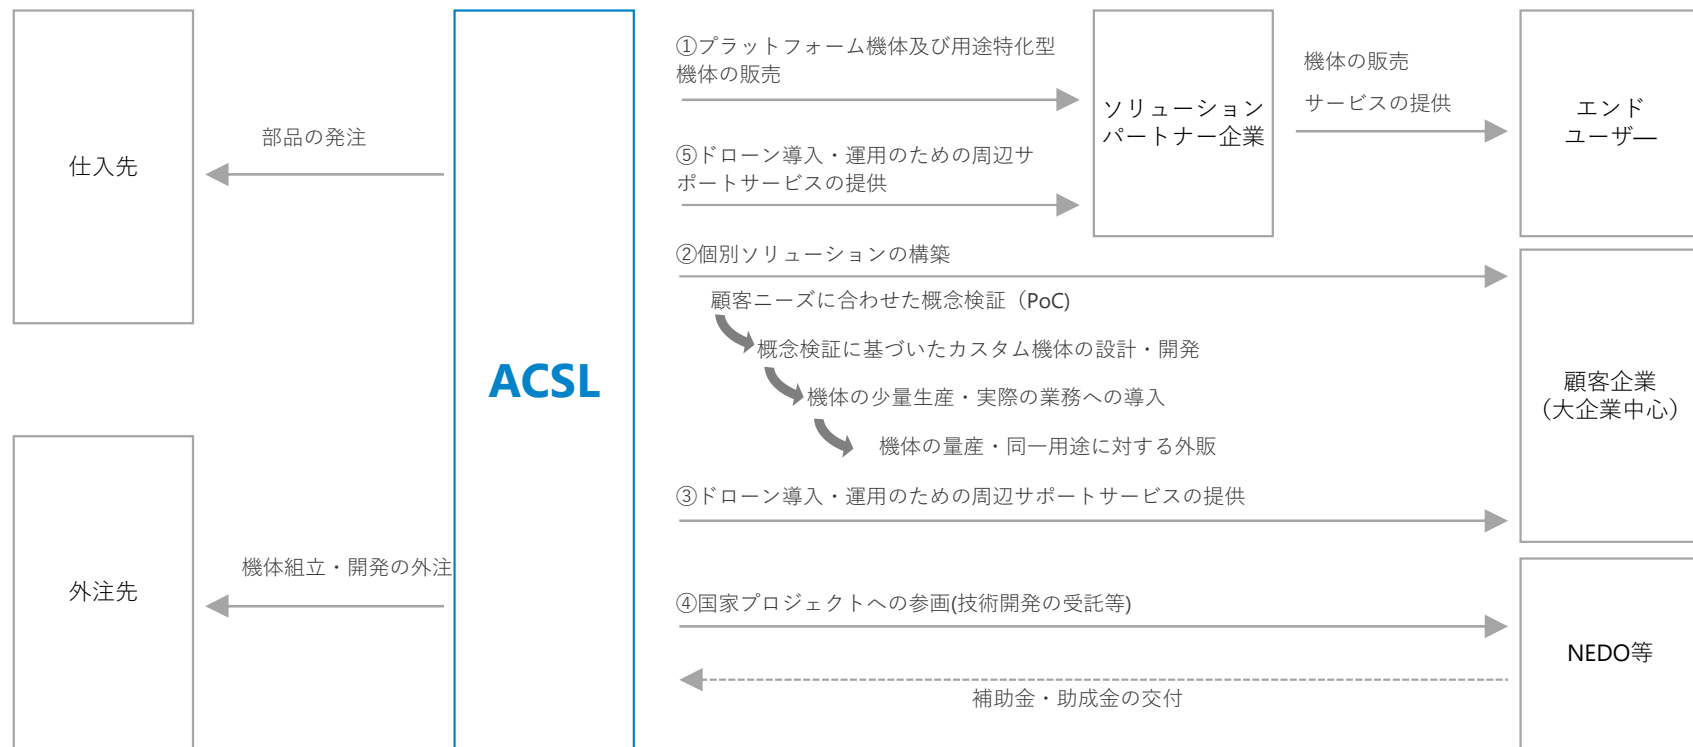 仕入先
部品の発注
外注先
機体組立・開発の外注
ACSL
①プラットフォーム機体及び用途特化型
機体の販売
⑤ドローン導入・運用のための周辺サ
ポートサービスの提供
ソリューション
パートナー企業
機体の販売
サービスの提供
エンド
ユーザー
②個別ソリューションの構築
顧客ニーズに合わせた概念検証（PoC)
概念検証に基づいたカスタム機体の設計・開発
機体の少量生産・実際の業務への導入
機体の量産・同一用途に対する外販
③ドローン導入・運用のための周辺サポートサービスの提供
顧客企業
（大企業中心）
④国家プロジェクトへの参画(技術開発の受託等)
補助金・助成金の交付
NEDO等